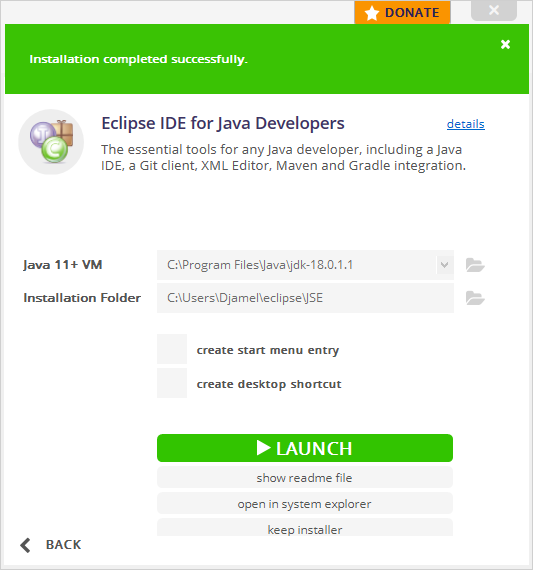 DONATE
Installation completed successfully.
Eclipse IDE for Java Developers
details
The essential tools for any Java developer, including a Java
IDE, a Git client, XML Editor, Maven and Gradle integration.
Java 11+ VM
C:\Program Files\Java\jdk-18.0.1.1
Installation Folder
C:\Users\Djamel\eclipse\JSE
create start menu entry
create desktop shortcut
LAUNCH
show readme file
open in system explorer
keep installer
BACK